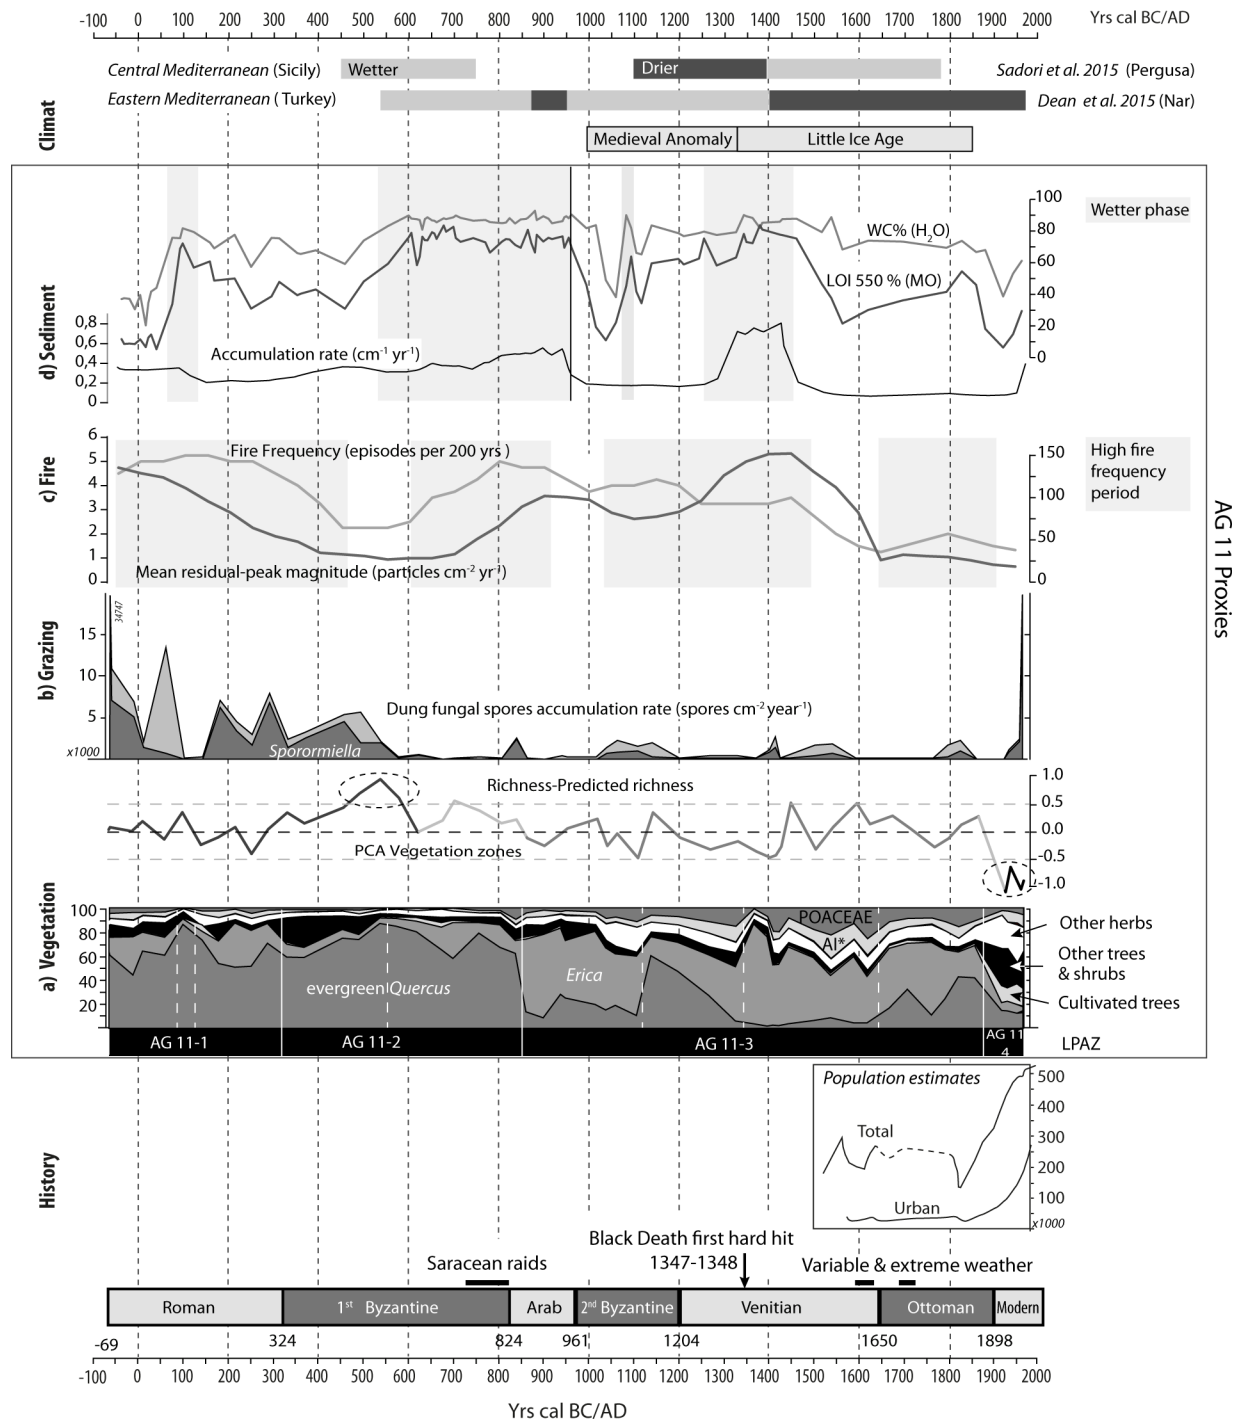 -100 0 100 200 300 400 500 600 700 800 900 1000 1100 1200 1300 1400 1500 1600 1700 1800 1900 2000 Yrs cal BC/AD
Central Mediterranean (Sicily) Wetter Drier Sadori et al. 2015 (Pergusa)
Eastern Mediterranean ( Turkey) Dean et al. 2015 (Nar)
Climat
Medieval Anomaly Little Ice Age
AG 11 Proxies
d) Sediment
Wetter phase
WC% (H2O)
LOI 550 % (MO)
Accumulation rate (cm-1 yr-1)
0,8
0,6
0,4
0,2
0
100
80
60
40
20
0
c) Fire
6
5
4
3
2
1
0
Fire Frequency (episodes per 200 yrs )
Mean residual-peak magnitude (particles cm-2 yr-1)
150
100
50
0
High fire
frequency
period
b) Grazing
34747
15
10
5
x1000
Dung fungal spores accumulation rate (spores cm-2 year-1)
Sporormiella
Richness-Predicted richness
PCA Vegetation zones
1.0
0.5
0.0
-0.5
-1.0
a) Vegetation
100
80
60
40
20
POACEAE
AI*
Erica
evergreen Quercus
Other herbs
Other trees
& shrubs
Cultivated trees
AG 11-1 AG 11-2 AG 11-3 AG 11
4
LPAZ
History
Population estimates
Total
Urban
500
400
300
200
100
x1000
Black Death first hard hit
1347-1348
Saracean raids
Variable & extreme weather
Roman 1st Byzantine Arab 2nd Byzantine Venitian Ottoman Modern
-69 324 824 961 1204 1650 1898
-100 0 100 200 300 400 500 600 700 800 900 1000 1100 1200 1300 1400 1500 1600 1700 1800 1900 2000
Yrs cal BC/AD